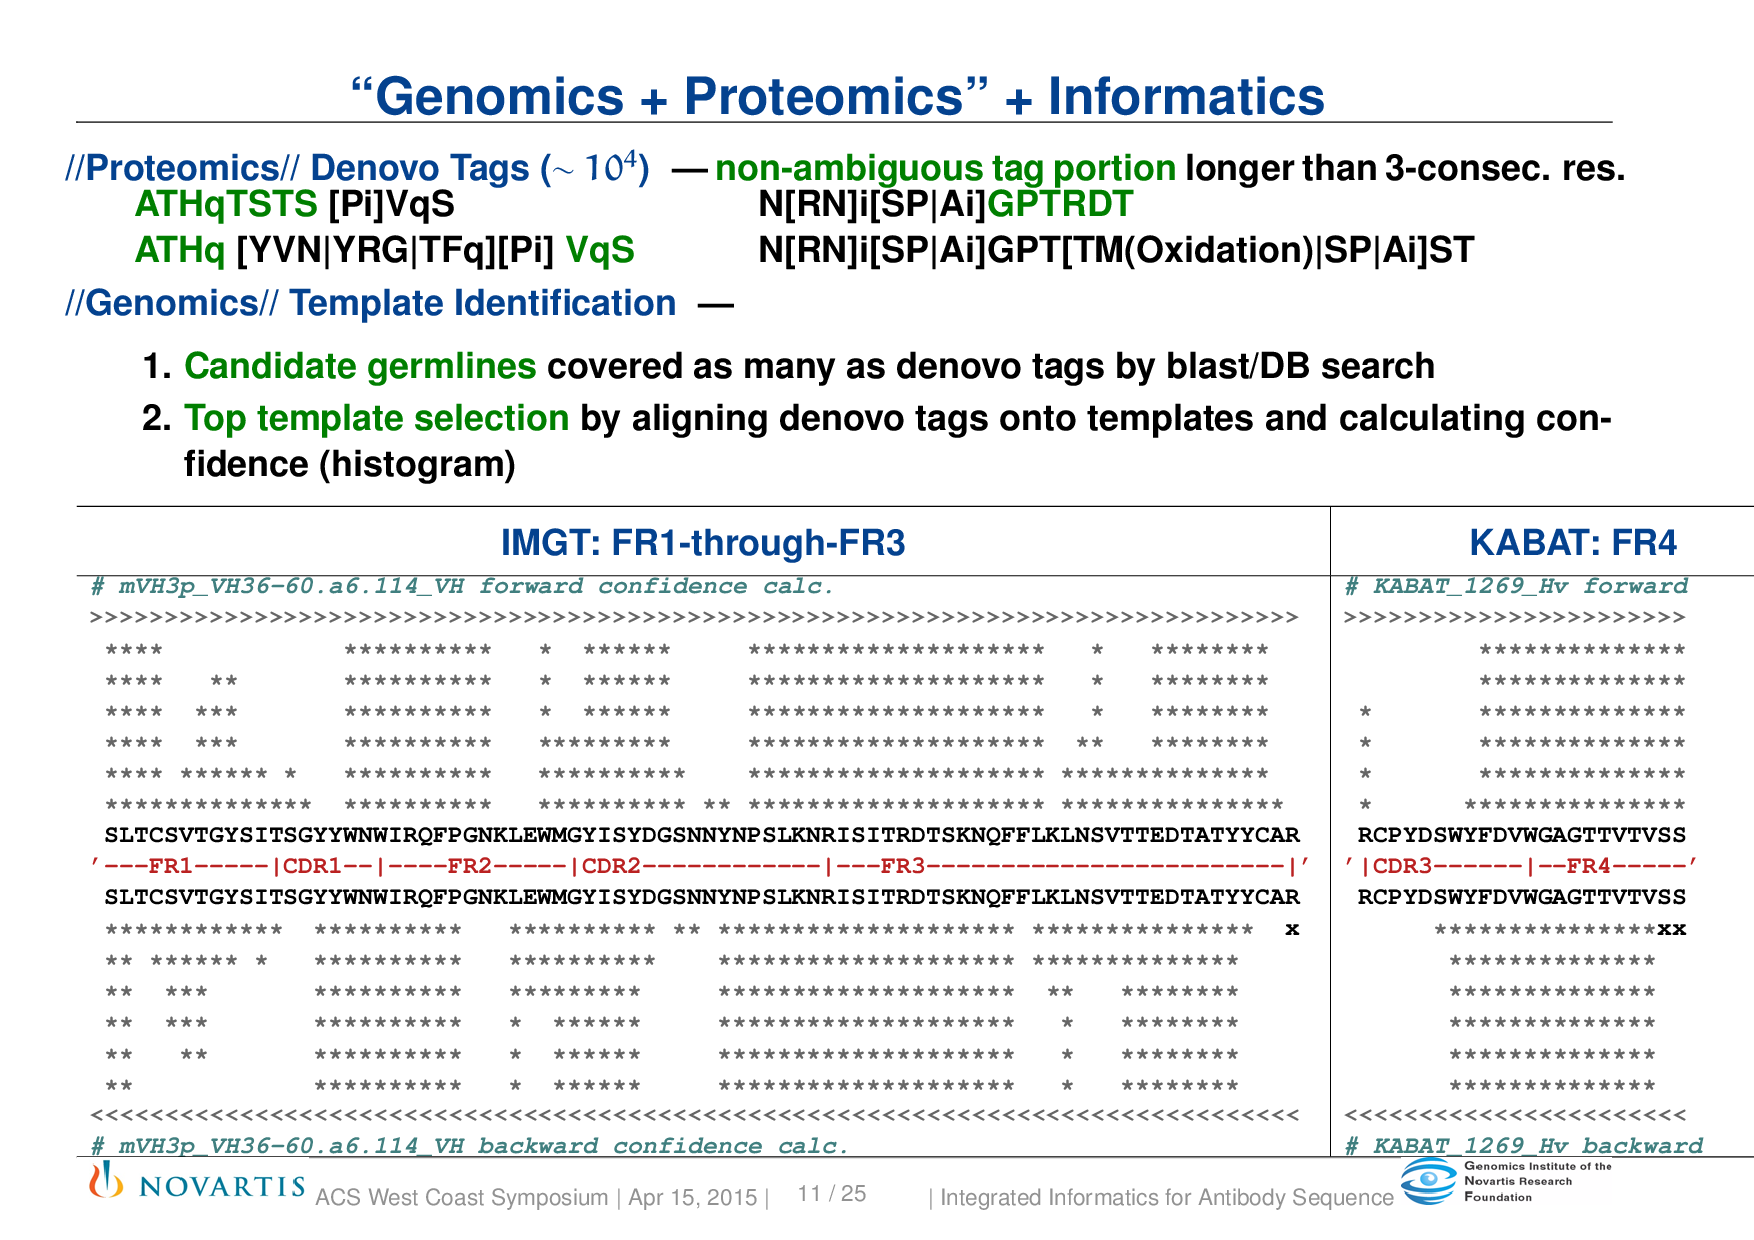 “Genomics + Proteomics” + Informatics
//Proteomics// Denovo Tags (∼ 10⁴) — non-ambiguous tag portion longer than 3-consec. res.
ATHqTSTS [Pi]VqS N[RN]i[SP|Ai]GPTRDT
ATHq [YVN|YRG|TFq][Pi] VqS N[RN]i[SP|Ai]GPT[TM(Oxidation)|SP|Ai]ST
//Genomics// Template Identification —
1. Candidate germlines covered as many as denovo tags by blast/DB search
2. Top template selection by aligning denovo tags onto templates and calculating con-
fidence (histogram)
IMGT: FR1-through-FR3 KABAT: FR4
# mVH3p_VH36-60.a6.114_VH forward confidence calc. # KABAT_1269_Hv forward
>>>>>>>>>>>>>>>>>>>>>>>>>>>>>>>>>>>>>>>>>>>>>>>>>>>>>>>>>>>>>>>>>>>>>>>>>>>>>>>>> >>>>>>>>>>>>>>>>>>>>>>>
**** ********** * ****** ******************** * ******** **************
**** ** ********** * ****** ******************** * ******** **************
**** *** ********** * ****** ******************** * ******** * **************
**** *** ********** ********* ******************** ** ******** * **************
**** ****** * ********** ********** ******************** ************** * **************
************** ********** ********** ** ******************** *************** * ***************
SLTCSVTGYSITSGYYWNWIRQFPGNKLEWMGYISYDGSNNYNPSLKNRISITRDTSKNQFFLKLNSVTTEDTATYYCAR RCPYDSWYFDVWGAGTTVTVSS
’---FR1-----|CDR1--|----FR2-----|CDR2------------|---FR3------------------------|’ ’|CDR3------|--FR4-----’
SLTCSVTGYSITSGYYWNWIRQFPGNKLEWMGYISYDGSNNYNPSLKNRISITRDTSKNQFFLKLNSVTTEDTATYYCAR RCPYDSWYFDVWGAGTTVTVSS
************ ********** ********** ** ******************** *************** x ***************xx
** ****** * ********** ********** ******************** ************** **************
** *** ********** ********* ******************** ** ******** **************
** *** ********** * ****** ******************** * ******** **************
** ** ********** * ****** ******************** * ******** **************
** ********** * ****** ******************** * ******** **************
<<<<<<<<<<<<<<<<<<<<<<<<<<<<<<<<<<<<<<<<<<<<<<<<<<<<<<<<<<<<<<<<<<<<<<<<<<<<<<<<< <<<<<<<<<<<<<<<<<<<<<<<
# mVH3p_VH36-60.a6.114_VH backward confidence calc. # KABAT_1269_Hv backward
NOVARTIS ACS West Coast Symposium | Apr 15, 2015 | 11 / 25 | Integrated Informatics for Antibody Sequence
Genomics Institute of the
Novartis Research
Foundation